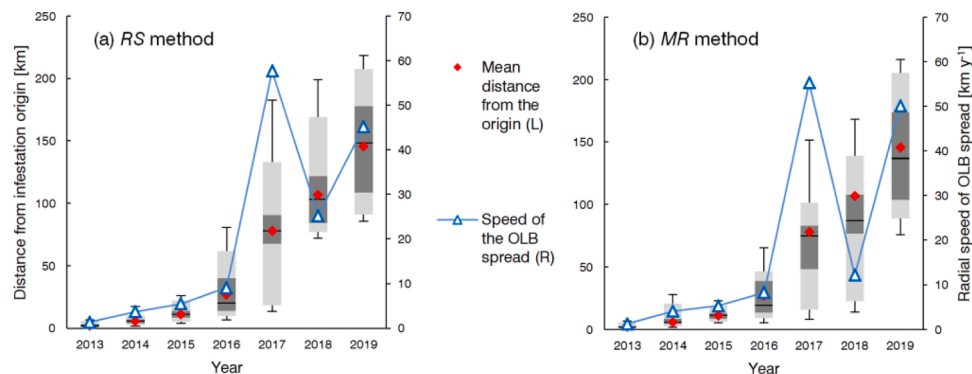 (a) RS method
Distance from infestation origin [km]
250
200
150
100
50
0
70
60
50
40
30
20
10
0
2013 2014 2015 2016 2017 2018 2019
Year
Mean
distance
from the
origin (L)
Speed of
the OLB
spread (R)
(b) MR method
250
200
150
100
50
0
70
60
50
40
30
20
10
0
Radial speed of OLB spread [km y⁻¹]
2013 2014 2015 2016 2017 2018 2019
Year